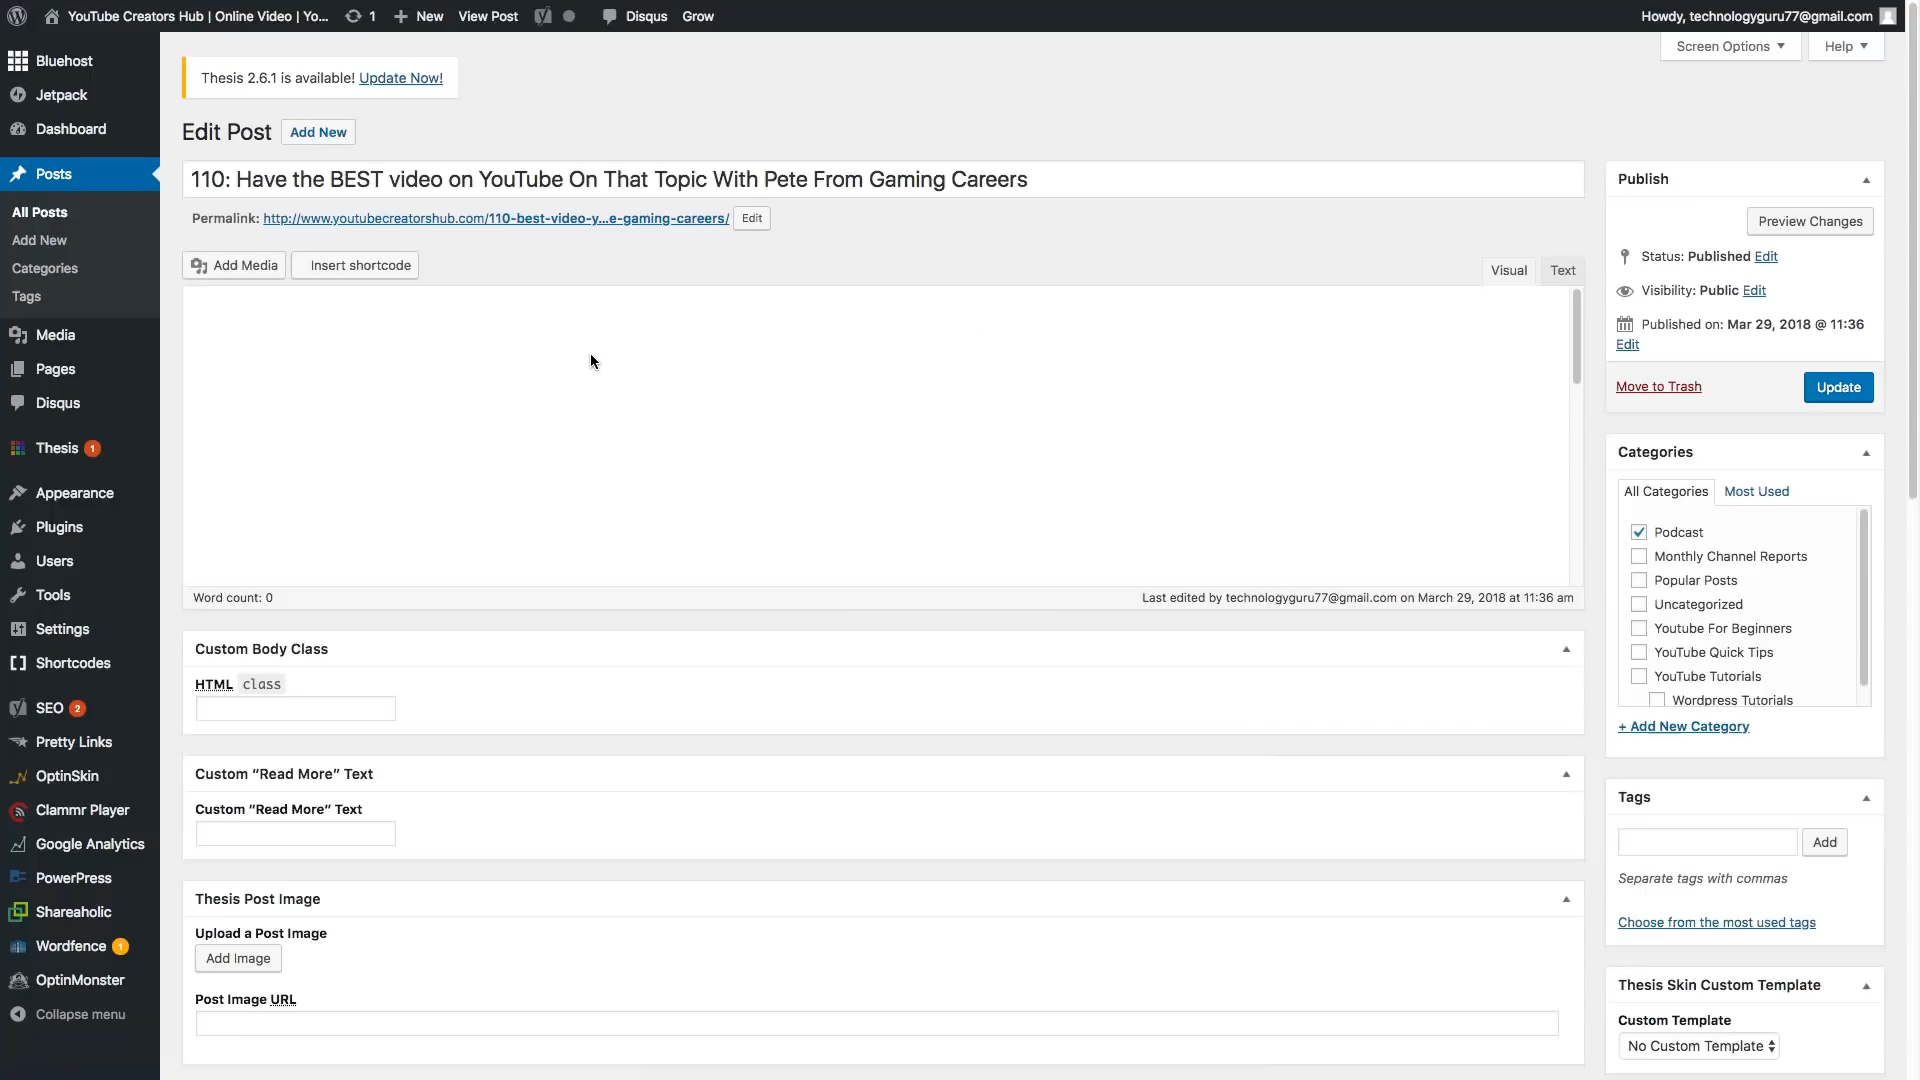 YouTube Creators Hub | Online Video | Yo... 1 New View Post Disqus Grow Howdy, technologyguru77@gmail.com
Screen Options Help
Bluehost
Jetpack
Dashboard
Posts
All Posts
Add New
Categories
Tags
Media
Pages
Disqus
Thesis 1
Appearance
Plugins
Users
Tools
Settings
Shortcodes
SEO 2
Pretty Links
OptinSkin
Clammr Player
Google Analytics
PowerPress
Shareaholic
Wordfence 1
OptinMonster
Collapse menu
Thesis 2.6.1 is available! Update Now!
Edit Post Add New
110: Have the BEST video on YouTube On That Topic With Pete From Gaming Careers
Permalink: http://www.youtubecreatorshub.com/110-best-video-y...e-gaming-careers/ Edit
Add Media Insert shortcode Visual Text
Word count: 0 Last edited by technologyguru77@gmail.com on March 29, 2018 at 11:36 am
Custom Body Class
HTML class
Custom “Read More” Text
Custom “Read More” Text
Thesis Post Image
Upload a Post Image
Add Image
Post Image URL
Publish
Preview Changes
Status: Published Edit
Visibility: Public Edit
Published on: Mar 29, 2018 @ 11:36
Edit
Move to Trash Update
Categories
All Categories Most Used
Podcast
Monthly Channel Reports
Popular Posts
Uncategorized
Youtube For Beginners
YouTube Quick Tips
YouTube Tutorials
Wordpress Tutorials
+ Add New Category
Tags
Add
Separate tags with commas
Choose from the most used tags
Thesis Skin Custom Template
Custom Template
No Custom Template